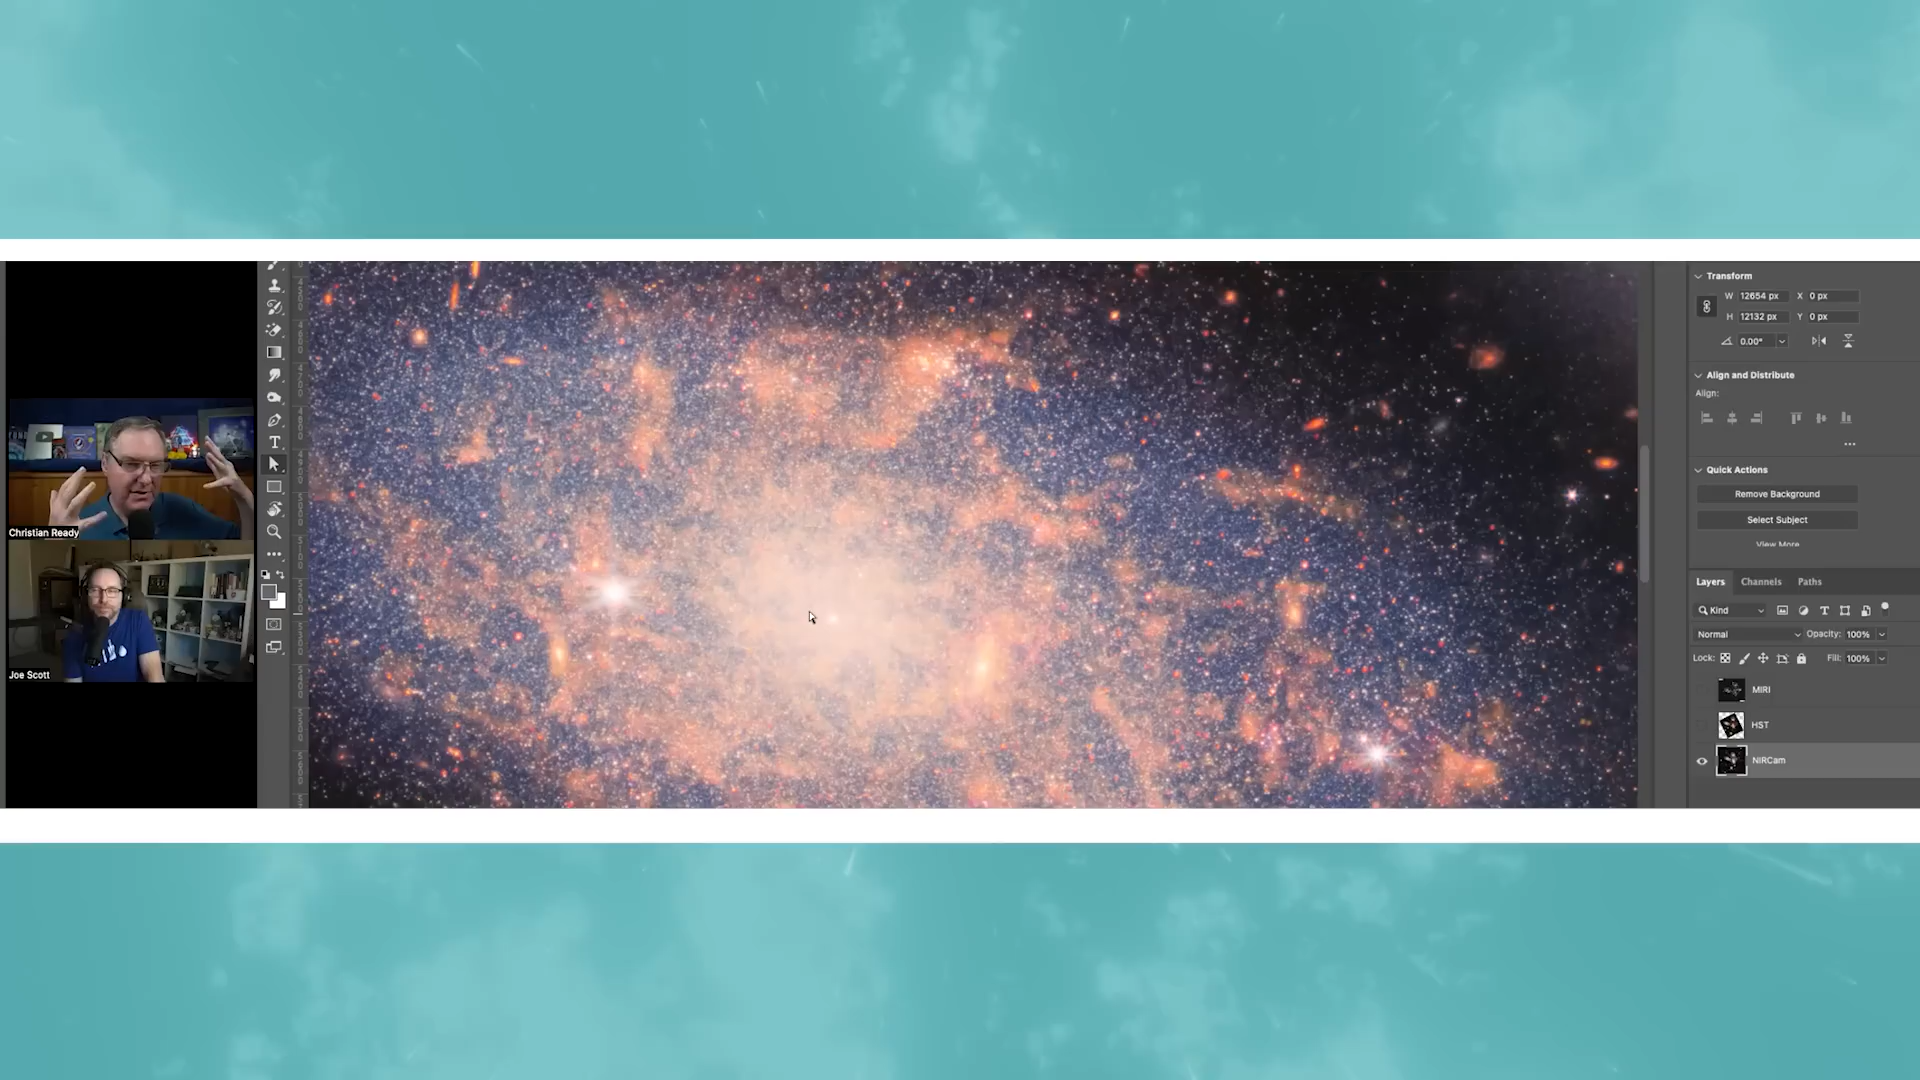 Christian Ready
Joe Scott
Transform
W 12654 px X 0 px
H 12132 px Y 0 px
0.00°
Align and Distribute
Align:
Quick Actions
Remove Background
Select Subject
View More
Layers Channels Paths
Kind
Normal Opacity: 100%
Lock: Fill: 100%
MIRI
HST
NIRCam